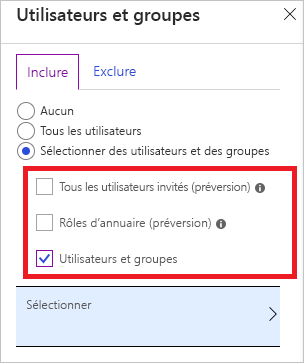 Utilisateurs et groupes
Inclure Exclure
Aucun
Tous les utilisateurs
Sélectionner des utilisateurs et des groupes
Tous les utilisateurs invités (préversion)
Rôles d'annuaire (préversion)
Utilisateurs et groupes
Sélectionner